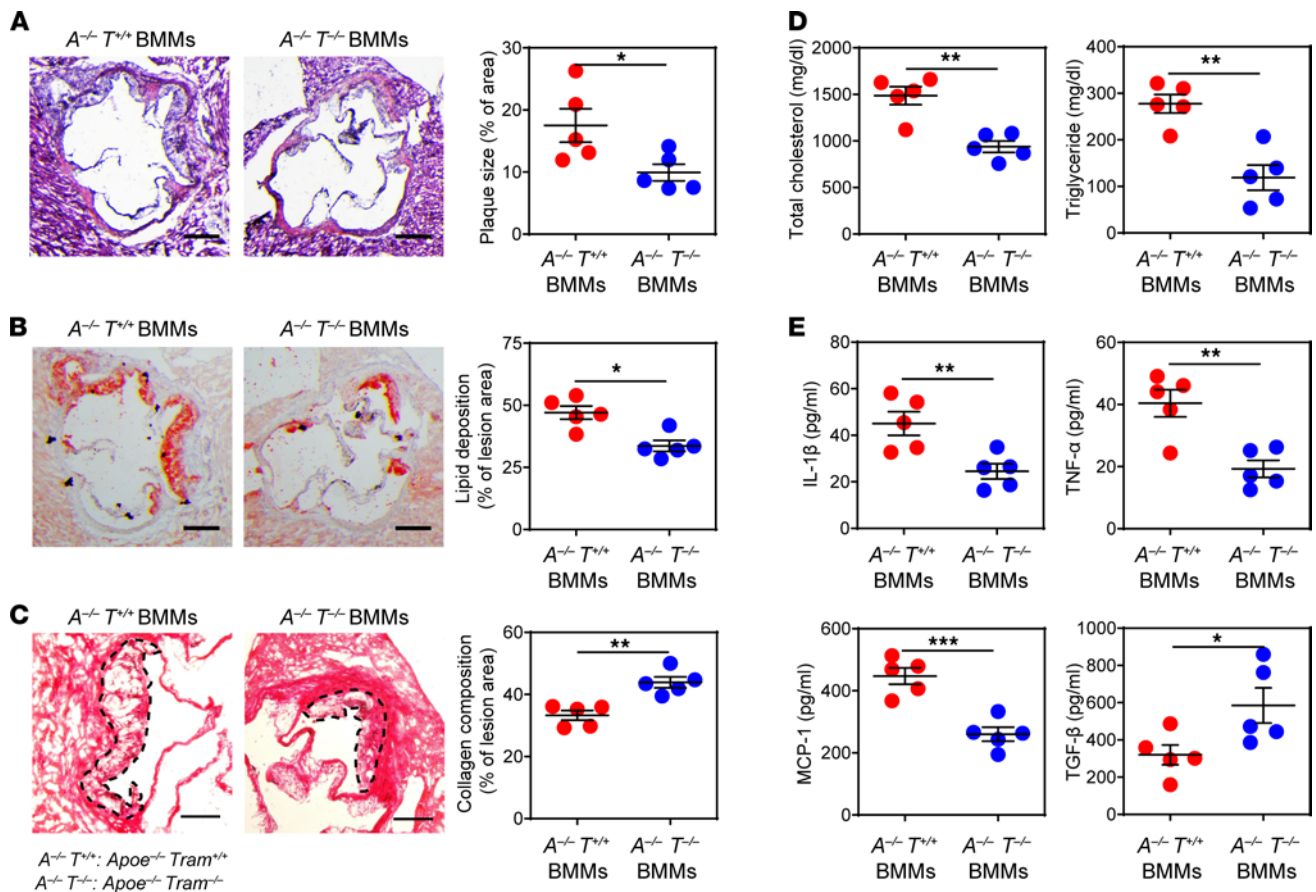 A
A⁻/⁻ T⁺/⁺ BMMs
A⁻/⁻ T⁻/⁻ BMMs
Plaque size (% of area)
30
20
10
0
*
A⁻/⁻ T⁺/⁺
BMMs
A⁻/⁻ T⁻/⁻
BMMs
B
A⁻/⁻ T⁺/⁺ BMMs
A⁻/⁻ T⁻/⁻ BMMs
Lipid deposition
(% of lesion area)
75
50
25
0
*
A⁻/⁻ T⁺/⁺
BMMs
A⁻/⁻ T⁻/⁻
BMMs
C
A⁻/⁻ T⁺/⁺ BMMs
A⁻/⁻ T⁻/⁻ BMMs
Collagen composition
(% of lesion area)
60
40
20
0
**
A⁻/⁻ T⁺/⁺
BMMs
A⁻/⁻ T⁻/⁻
BMMs
A⁻/⁻ T⁺/⁺: Apoe⁻/⁻ Tram⁺/⁺
A⁻/⁻ T⁻/⁻: Apoe⁻/⁻ Tram⁻/⁻
D
Total cholesterol (mg/dl)
2000
1500
1000
500
0
**
A⁻/⁻ T⁺/⁺
BMMs
A⁻/⁻ T⁻/⁻
BMMs
Triglyceride (mg/dl)
400
300
200
100
0
**
A⁻/⁻ T⁺/⁺
BMMs
A⁻/⁻ T⁻/⁻
BMMs
E
IL-1β (pg/ml)
80
60
40
20
0
**
A⁻/⁻ T⁺/⁺
BMMs
A⁻/⁻ T⁻/⁻
BMMs
TNF-α (pg/ml)
60
40
20
0
**
A⁻/⁻ T⁺/⁺
BMMs
A⁻/⁻ T⁻/⁻
BMMs
MCP-1 (pg/ml)
600
400
200
0
***
A⁻/⁻ T⁺/⁺
BMMs
A⁻/⁻ T⁻/⁻
BMMs
TGF-β (pg/ml)
1000
800
600
400
200
0
*
A⁻/⁻ T⁺/⁺
BMMs
A⁻/⁻ T⁻/⁻
BMMs